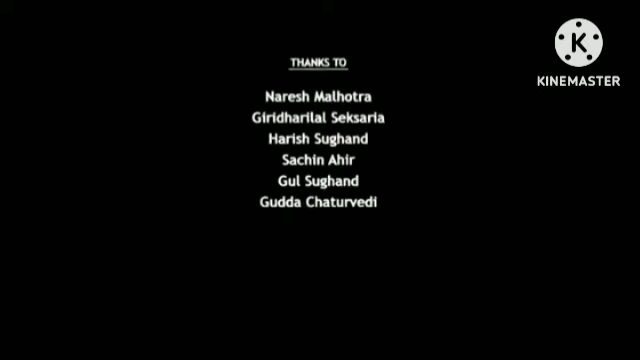 THANKS TO
Naresh Malhotra
Giridharilal Seksaria
Harish Sughand
Sachin Ahir
Gul Sughand
Gudda Chaturvedi
K
KINEMASTER